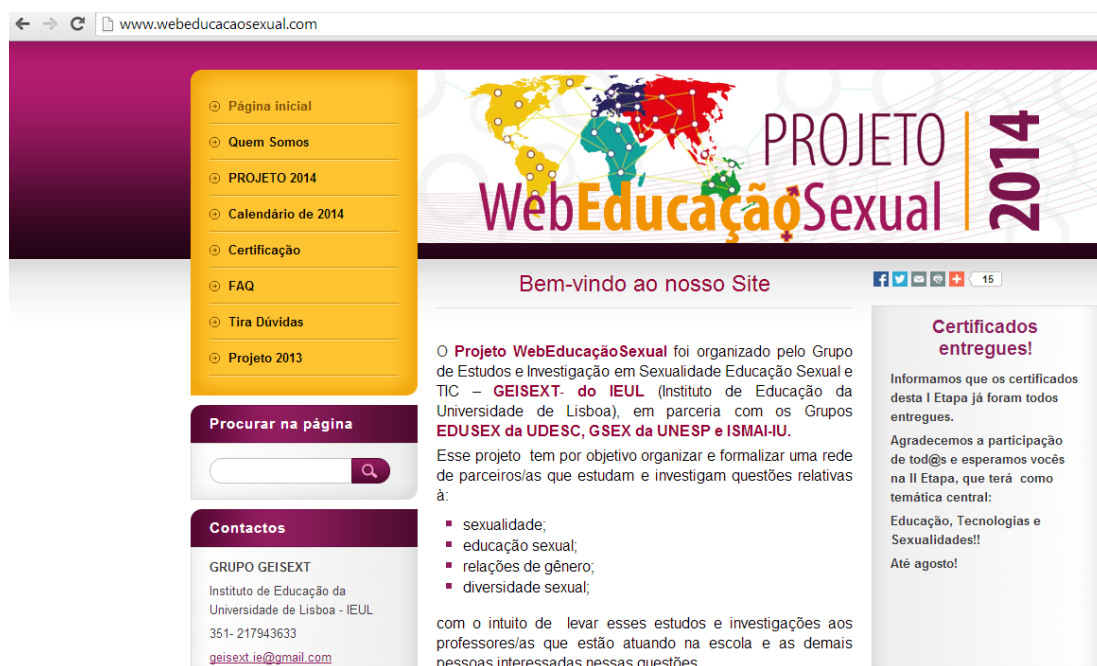 www.webeducacaosexual.com
Página inicial
Quem Somos
PROJETO 2014
Calendário de 2014
Certificação
FAQ
Tira Dúvidas
Projeto 2013
Procurar na página
Contactos
GRUPO GEISEXT
Instituto de Educação da
Universidade de Lisboa - IEUL
351- 217943633
geisext.ie@gmail.com
PROJETO
WebEducaçãoSexual
2014
Bem-vindo ao nosso Site
O Projeto WebEducaçãoSexual foi organizado pelo Grupo
de Estudos e Investigação em Sexualidade Educação Sexual e
TIC – GEISEXT- do IEUL (Instituto de Educação da
Universidade de Lisboa), em parceria com os Grupos
EDUSEX da UDESC, GSEX da UNESP e ISMAI-IU.
Esse projeto tem por objetivo organizar e formalizar uma rede
de parceiros/as que estudam e investigam questões relativas
à:
sexualidade;
educação sexual;
relações de gênero;
diversidade sexual;
com o intuito de levar esses estudos e investigações aos
professores/as que estão atuando na escola e as demais
pessoas interessadas nessas questões
15
Certificados
entregues!
Informamos que os certificados
desta I Etapa já foram todos
entregues.
Agradecemos a participação
de tod@s e esperamos vocês
na II Etapa, que terá como
temática central:
Educação, Tecnologias e
Sexualidades!!
Até agosto!